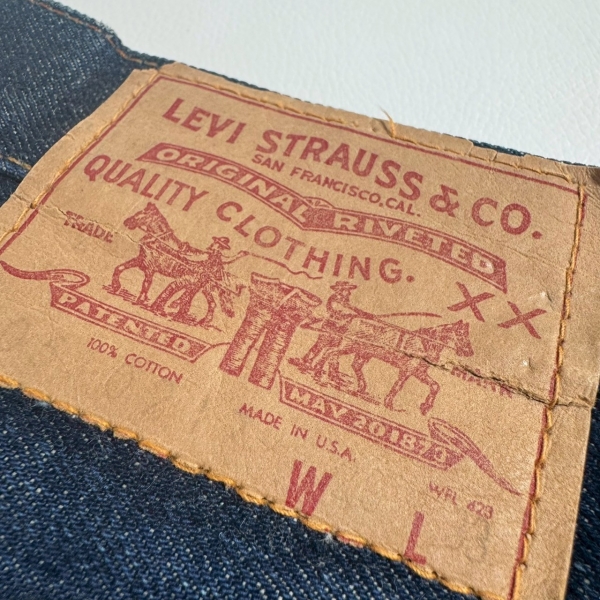 LEVI STRAUSS & CO.
SAN FRANCISCO, CAL.
ORIGINAL RIVETED
QUALITY CLOTHING.
TRADE MARK
XX
PATENTED MAY 20 1873
100% COTTON
MADE IN U.S.A.
WPL 423
W L